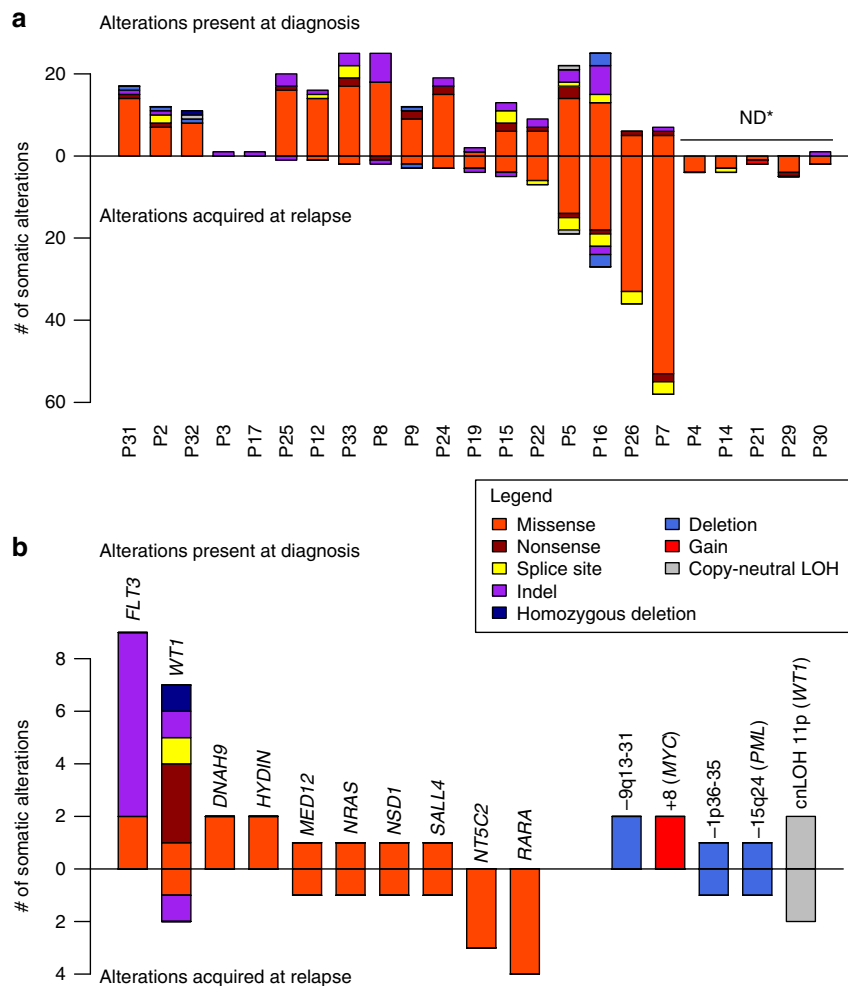 a
Alterations present at diagnosis
# of somatic alterations
20
0
20
40
60
ND*
Alterations acquired at relapse
P31 P2 P32 P3 P17 P25 P12 P33 P8 P9 P24 P19 P15 P22 P5 P16 P26 P7 P4 P14 P21 P29 P30
Legend
Missense
Nonsense
Splice site
Indel
Homozygous deletion
Deletion
Gain
Copy-neutral LOH
b
Alterations present at diagnosis
# of somatic alterations
8
6
4
2
0
2
4
FLT3
WT1
DNAH9
HYDIN
MED12
NRAS
NSD1
SALL4
NT5C2
RARA
–9q13-31
+8 (MYC)
–1p36-35
–15q24 (PML)
cnLOH 11p (WT1)
Alterations acquired at relapse